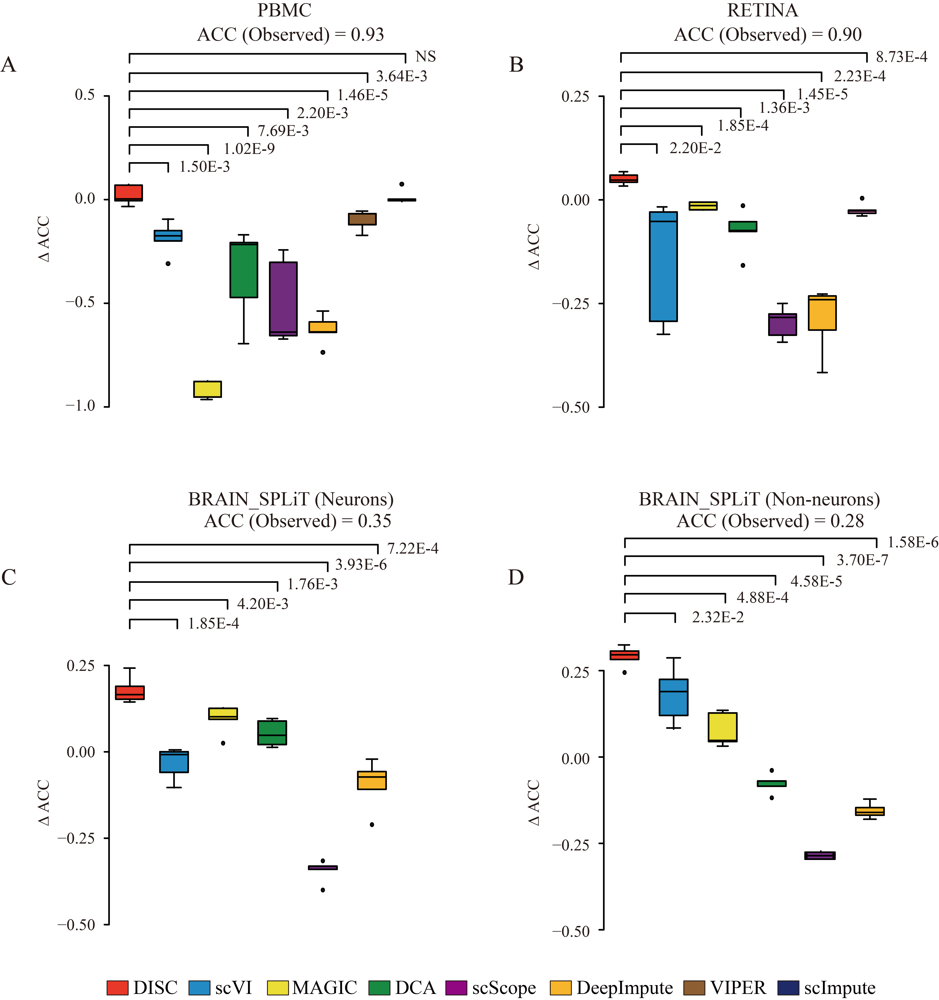 PBMC
ACC (Observed) = 0.93
A
NS
3.64E-3
1.46E-5
2.20E-3
7.69E-3
1.02E-9
1.50E-3
0.5
0.0
−0.5
−1.0
Δ ACC
RETINA
ACC (Observed) = 0.90
B
8.73E-4
2.23E-4
1.45E-5
1.36E-3
1.85E-4
2.20E-2
0.25
0.00
−0.25
−0.50
Δ ACC
BRAIN_SPLiT (Neurons)
ACC (Observed) = 0.35
C
7.22E-4
3.93E-6
1.76E-3
4.20E-3
1.85E-4
0.25
0.00
−0.25
−0.50
Δ ACC
BRAIN_SPLiT (Non-neurons)
ACC (Observed) = 0.28
D
1.58E-6
3.70E-7
4.58E-5
4.88E-4
2.32E-2
0.25
0.00
−0.25
−0.50
Δ ACC
DISC scVI MAGIC DCA scScope DeepImpute VIPER scImpute